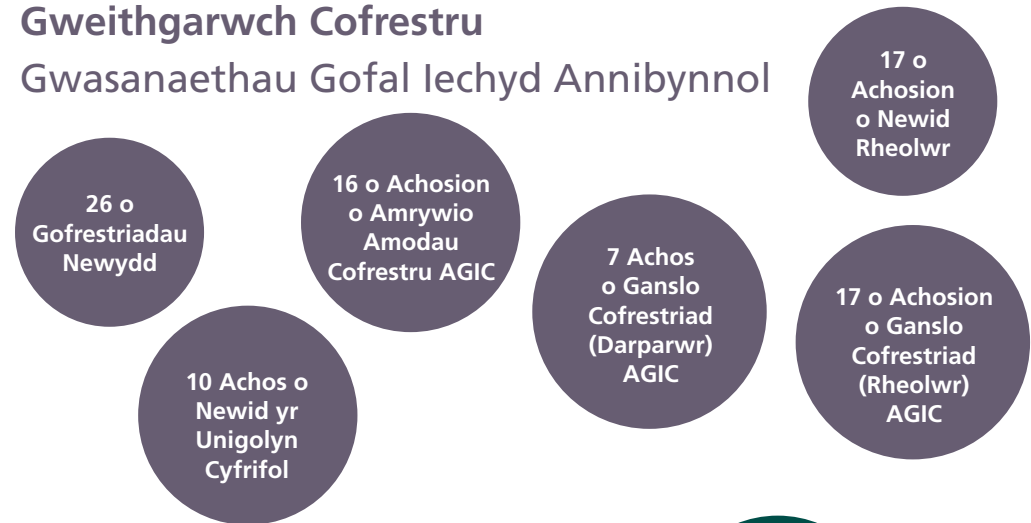 Gweithgarwch Cofrestru
Gwasanaethau Gofal Iechyd Annibynnol
17 o
Achosion
o Newid
Rheolwr
26 o
Gofrestriadau
Newydd
16 o Achosion
o Amrywio
Amodau
Cofrestru AGIC
7 Achos
o Ganslo
Cofrestriad
(Darparwr)
AGIC
17 o Achosion
o Ganslo
Cofrestriad
(Rheolwr)
AGIC
10 Achos o
Newid yr
Unigolyn
Cyfrifol